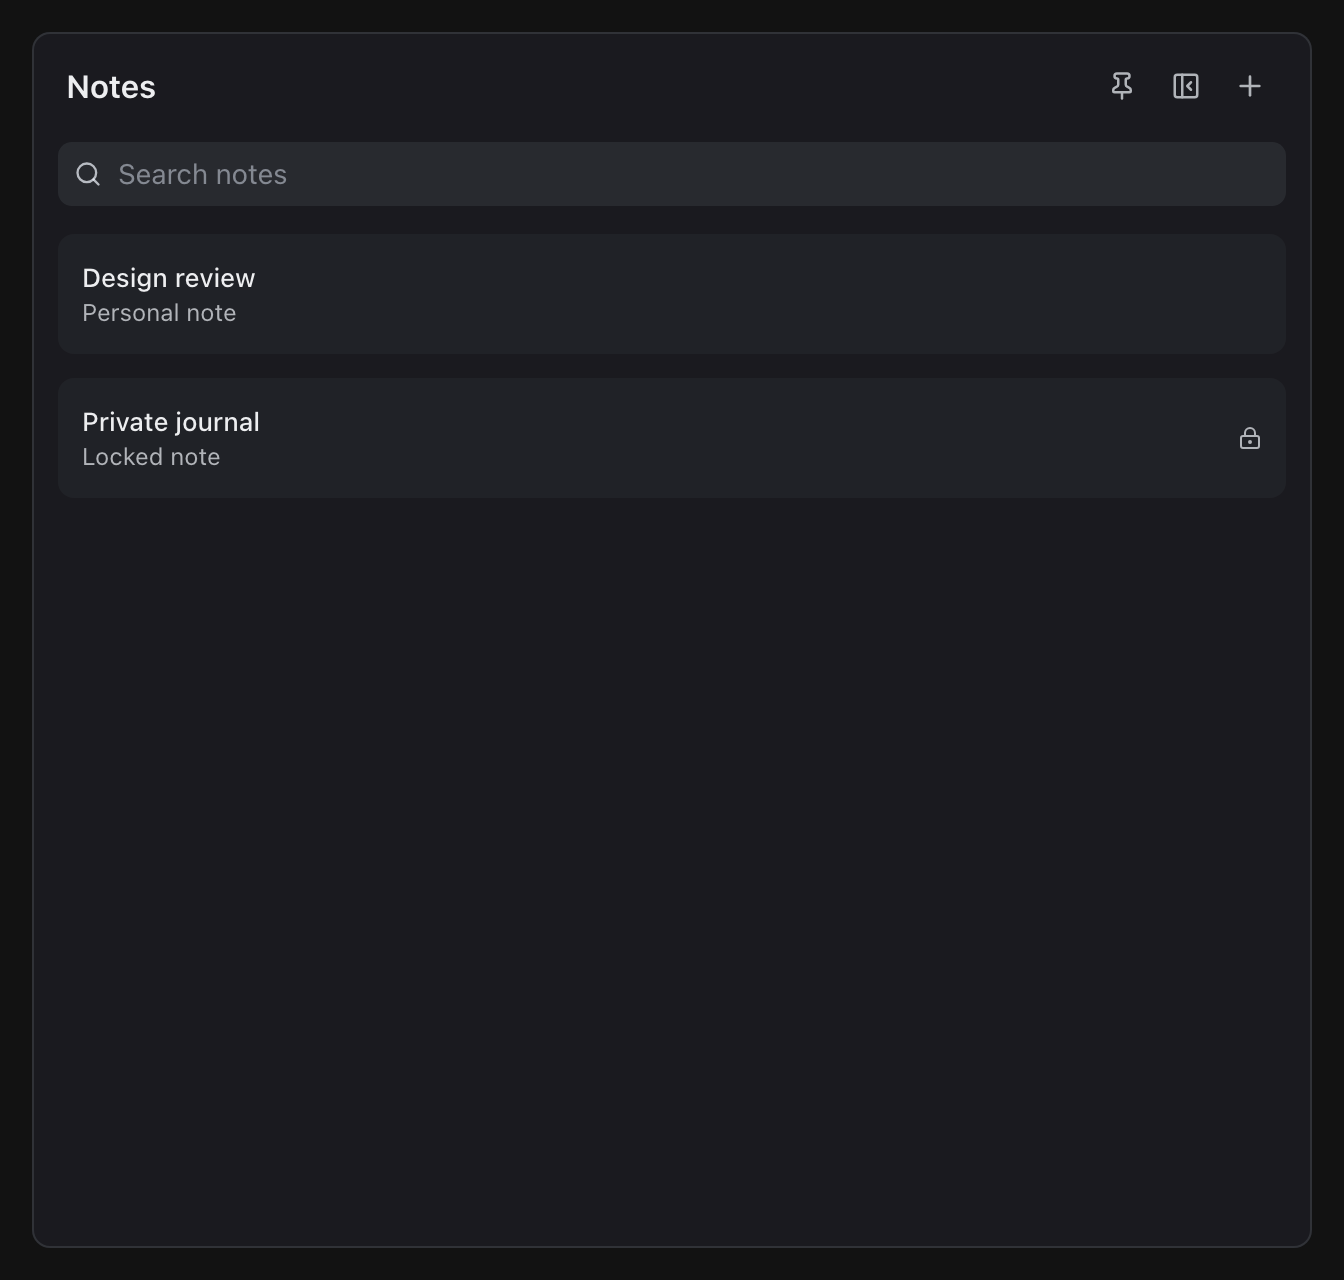 Notes
Search notes
Design review
Personal note
Private journal
Locked note